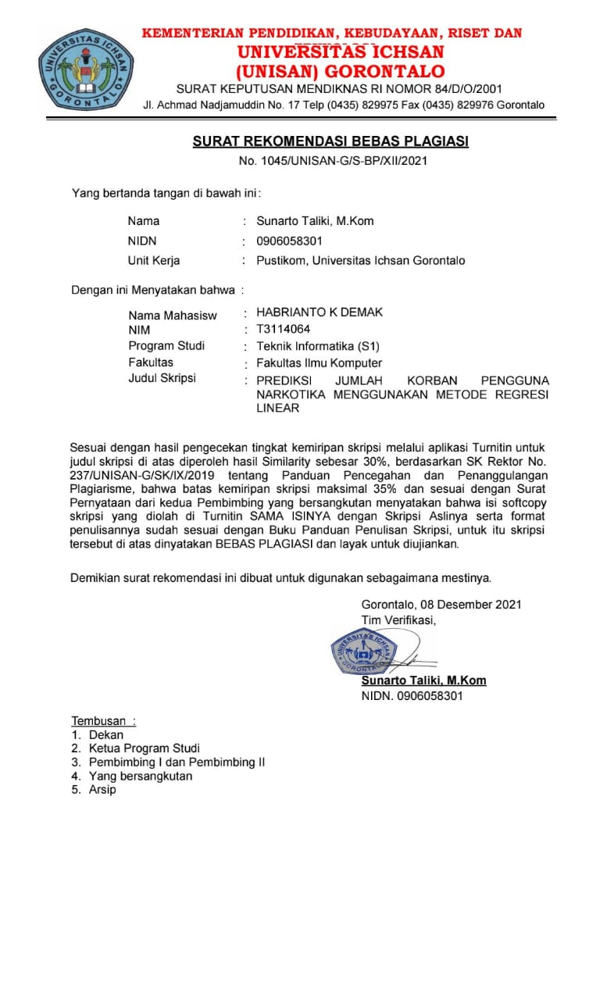 KEMENTERIAN PENDIDIKAN, KEBUDAYAAN, RISET DAN
UNIVERSITAS ICHSAN
(UNISAN) GORONTALO
SURAT KEPUTUSAN MENDIKNAS RI NOMOR 84/D/O/2001
Jl. Achmad Nadjamuddin No. 17 Telp (0435) 829975 Fax (0435) 829976 Gorontalo
UNIVERSITAS ICHSAN
GORONTALO
SURAT REKOMENDASI BEBAS PLAGIASI
No. 1045/UNISAN-G/S-BP/XII/2021
Yang bertanda tangan di bawah ini :
Nama : Sunarto Taliki, M.Kom
NIDN : 0906058301
Unit Kerja : Pustikom, Universitas Ichsan Gorontalo
Dengan ini Menyatakan bahwa :
Nama Mahasisw : HABRIANTO K DEMAK
NIM : T3114064
Program Studi : Teknik Informatika (S1)
Fakultas : Fakultas Ilmu Komputer
Judul Skripsi : PREDIKSI JUMLAH KORBAN PENGGUNA
NARKOTIKA MENGGUNAKAN METODE REGRESI
LINEAR
Sesuai dengan hasil pengecekan tingkat kemiripan skripsi melalui aplikasi Turnitin untuk
judul skripsi di atas diperoleh hasil Similarity sebesar 30%, berdasarkan SK Rektor No.
237/UNISAN-G/SK/IX/2019 tentang Panduan Pencegahan dan Penanggulangan
Plagiarisme, bahwa batas kemiripan skripsi maksimal 35% dan sesuai dengan Surat
Pernyataan dari kedua Pembimbing yang bersangkutan menyatakan bahwa isi softcopy
skripsi yang diolah di Turnitin SAMA ISINYA dengan Skripsi Aslinya serta format
penulisannya sudah sesuai dengan Buku Panduan Penulisan Skripsi, untuk itu skripsi
tersebut di atas dinyatakan BEBAS PLAGIASI dan layak untuk diujiankan.
Demikian surat rekomendasi ini dibuat untuk digunakan sebagaimana mestinya.
Gorontalo, 08 Desember 2021
Tim Verifikasi,
UNIVERSITAS ICHSAN
GORONTALO
Sunarto Taliki, M.Kom
NIDN. 0906058301
Tembusan :
1. Dekan
2. Ketua Program Studi
3. Pembimbing I dan Pembimbing II
4. Yang bersangkutan
5. Arsip